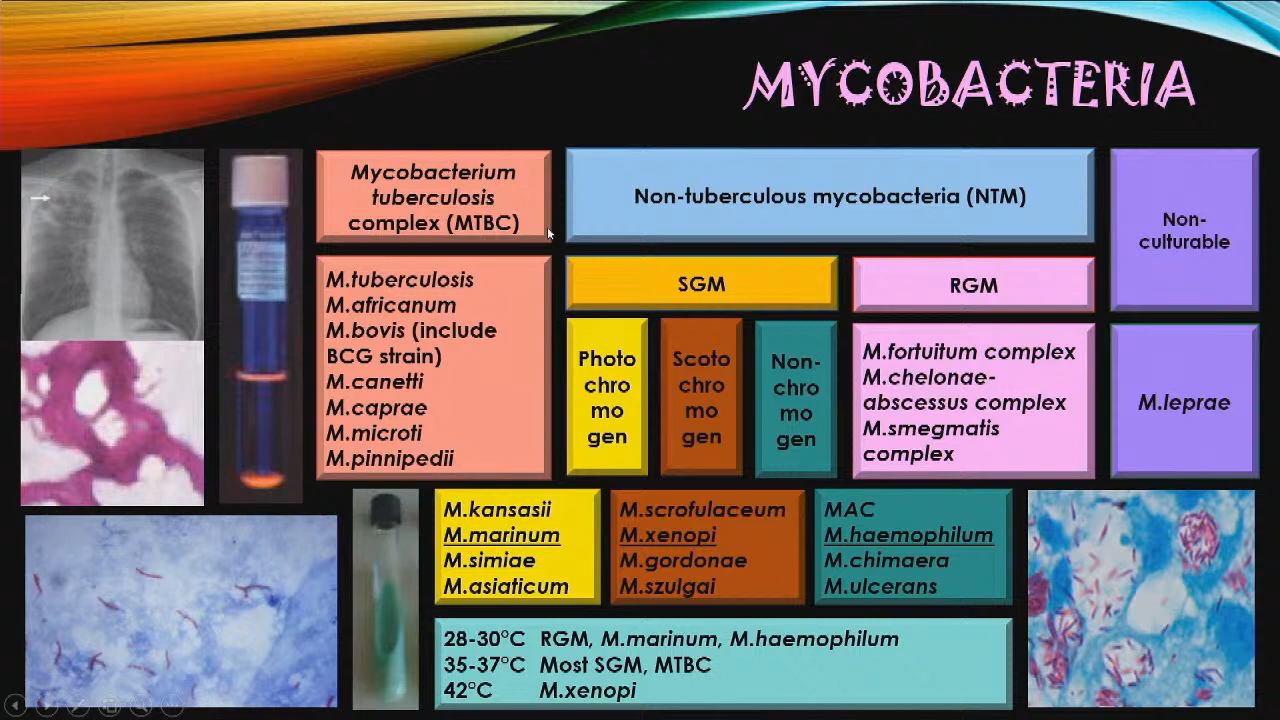 MYCOBACTERIA
Mycobacterium
tuberculosis
complex (MTBC)
Non-tuberculous mycobacteria (NTM)
Non-
culturable
M.tuberculosis
M.africanum
M.bovis (include
BCG strain)
M.canetti
M.caprae
M.microti
M.pinnipedii
SGM
RGM
Photo
chro
mo
gen
Scoto
chro
mo
gen
Non-
chro
mo
gen
M.fortuitum complex
M.chelonae-
abscessus complex
M.smegmatis
complex
M.leprae
M.kansasii
M.marinum
M.simiae
M.asiaticum
M.scrofulaceum
M.xenopi
M.gordonae
M.szulgai
MAC
M.haemophilum
M.chimaera
M.ulcerans
28-30°C RGM, M.marinum, M.haemophilum
35-37°C Most SGM, MTBC
42°C M.xenopi